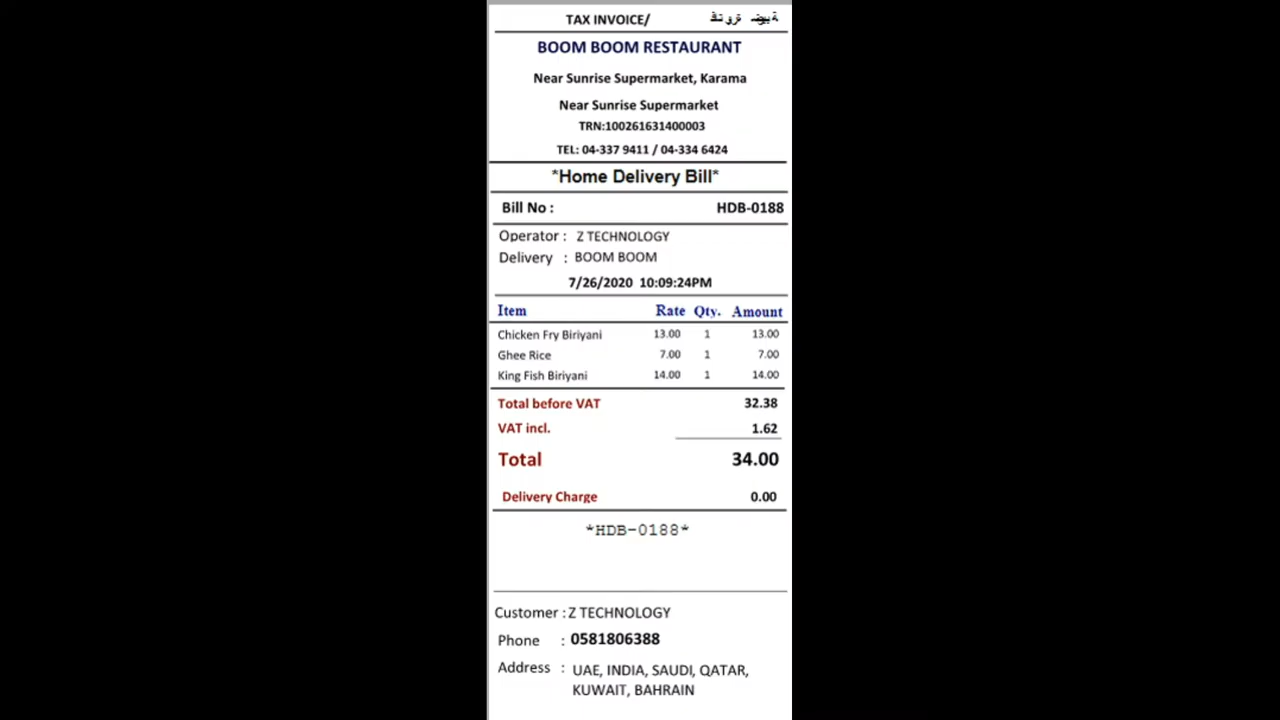 TAX INVOICE/
BOOM BOOM RESTAURANT
Near Sunrise Supermarket, Karama
Near Sunrise Supermarket
TRN:100261631400003
TEL: 04-337 9411 / 04-334 6424
*Home Delivery Bill*
Bill No : HDB-0188
Operator : Z TECHNOLOGY
Delivery : BOOM BOOM
7/26/2020 10:09:24PM
Item Rate Qty. Amount
Chicken Fry Biriyani 13.00 1 13.00
Ghee Rice 7.00 1 7.00
King Fish Biriyani 14.00 1 14.00
Total before VAT 32.38
VAT incl. 1.62
Total 34.00
Delivery Charge 0.00
*HDB-0188*
Customer : Z TECHNOLOGY
Phone : 0581806388
Address : UAE, INDIA, SAUDI, QATAR,
KUWAIT, BAHRAIN